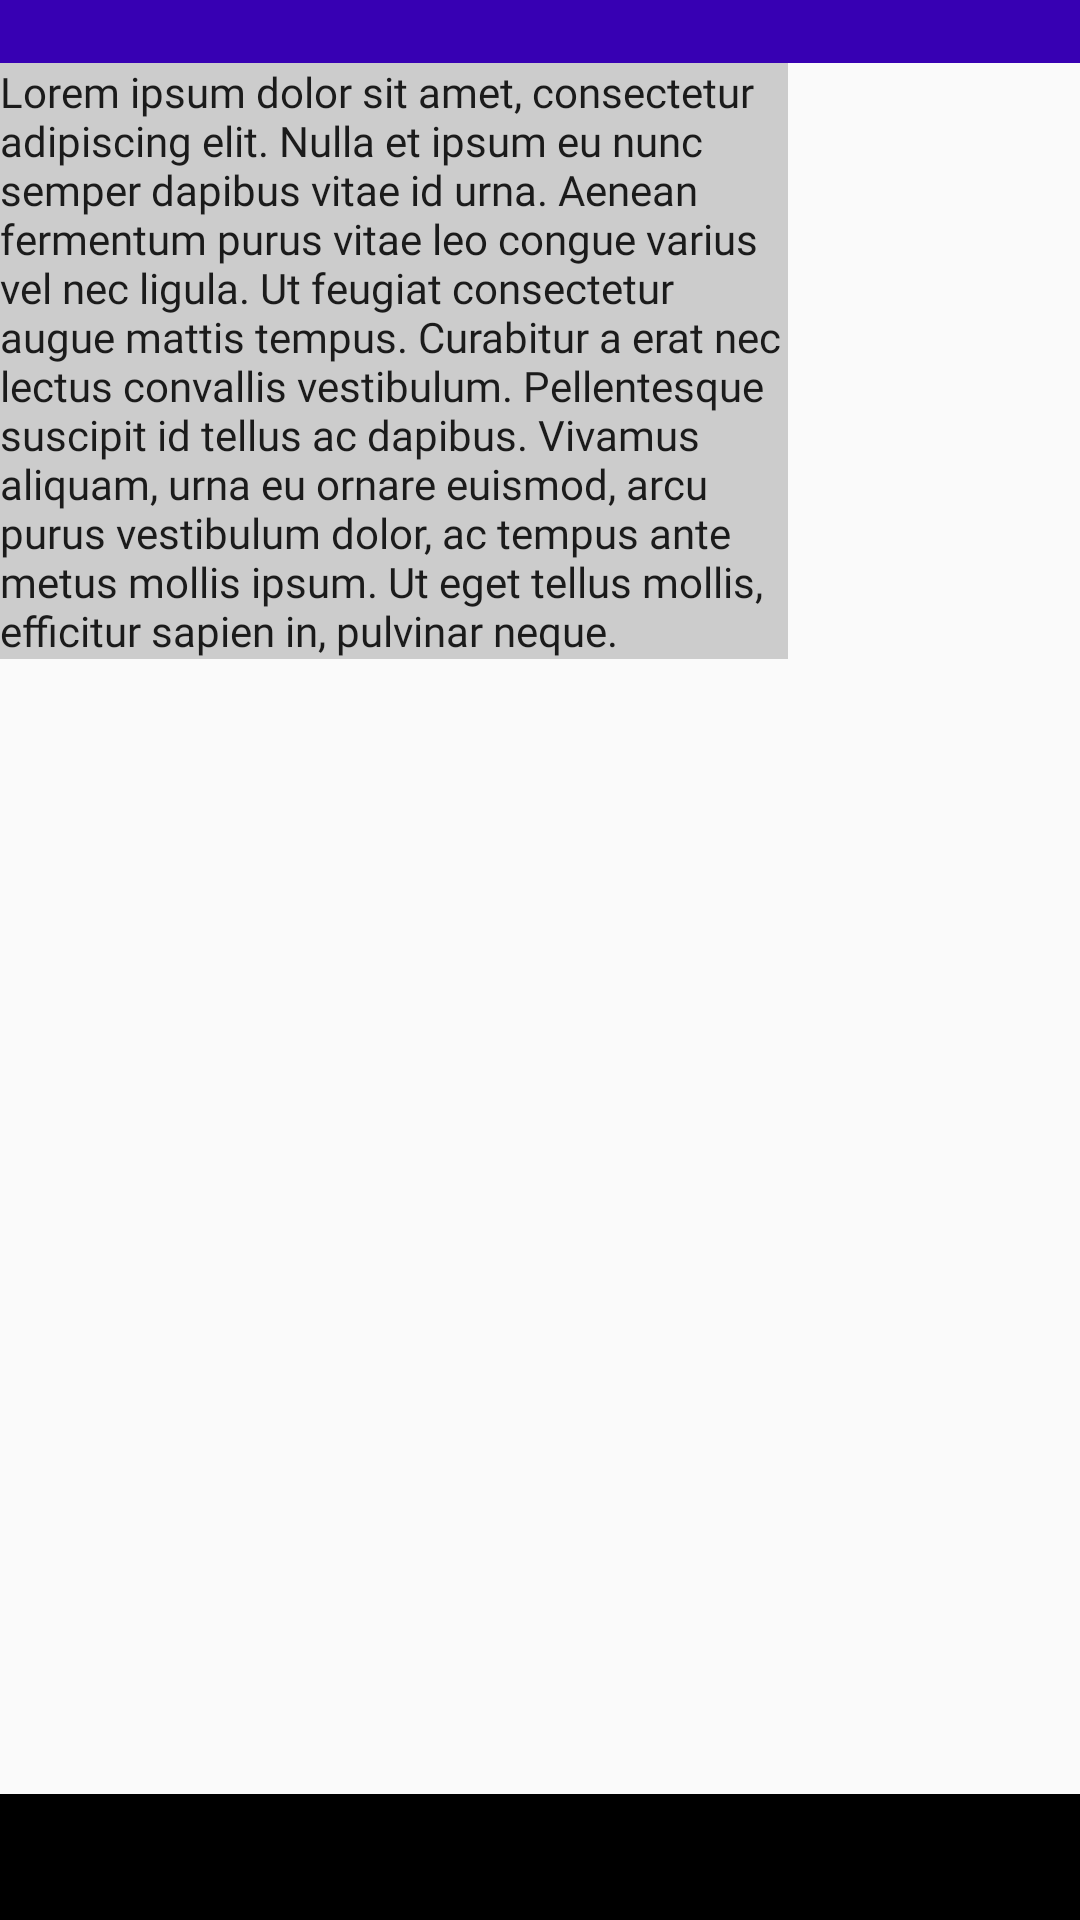 Lorem ipsum dolor sit amet, consectetur
adipiscing elit. Nulla et ipsum eu nunc
semper dapibus vitae id urna. Aenean
fermentum purus vitae leo congue varius
vel nec ligula. Ut feugiat consectetur
augue mattis tempus. Curabitur a erat nec
lectus convallis vestibulum. Pellentesque
suscipit id tellus ac dapibus. Vivamus
aliquam, urna eu ornare euismod, arcu
purus vestibulum dolor, ac tempus ante
metus mollis ipsum. Ut eget tellus mollis,
efficitur sapien in, pulvinar neque.